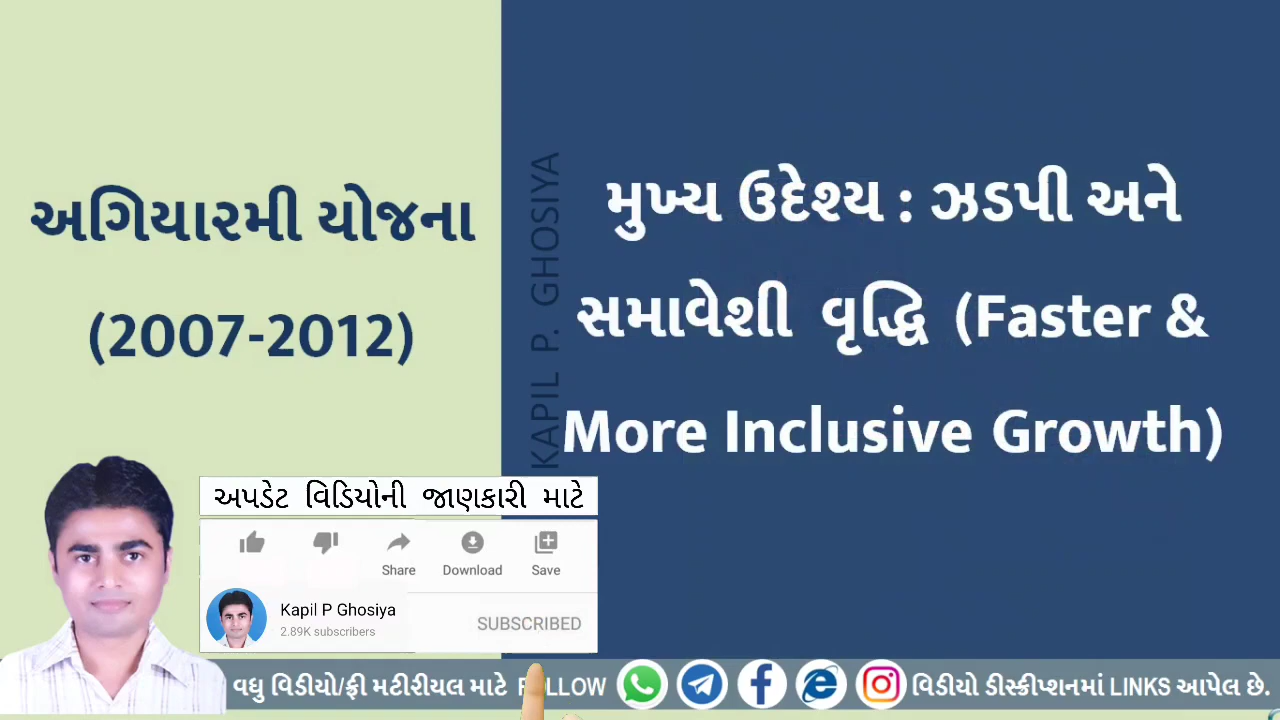 અગિયારમી યોજના
(2007-2012)
મુખ્ય ઉદેશ્ય : ઝડપી અને
સમાવેશી વૃદ્ધિ (Faster &
More Inclusive Growth)
KAPIL P. GHOSIYA
અપડેટ વિડિયોની જાણકારી માટે
Share Download Save
Kapil P Ghosiya
2.89K subscribers
SUBSCRIBED
વધુ વિડીયો/ફ્રી મટીરીયલ માટે FOLLOW
વિડીયો ડીસ્ક્રીપ્શનમાં LINKS આપેલ છે.